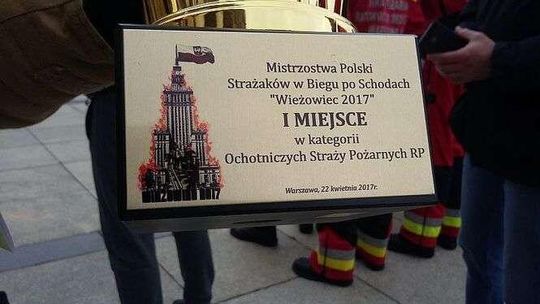 Mistrzostwa Polski
Strażaków w Biegu po Schodach
"Wieżowiec 2017"
I MIEJSCE
w kategorii
Ochotniczych Straży Pożarnych RP
Warszawa, 22 kwietnia 2017r.